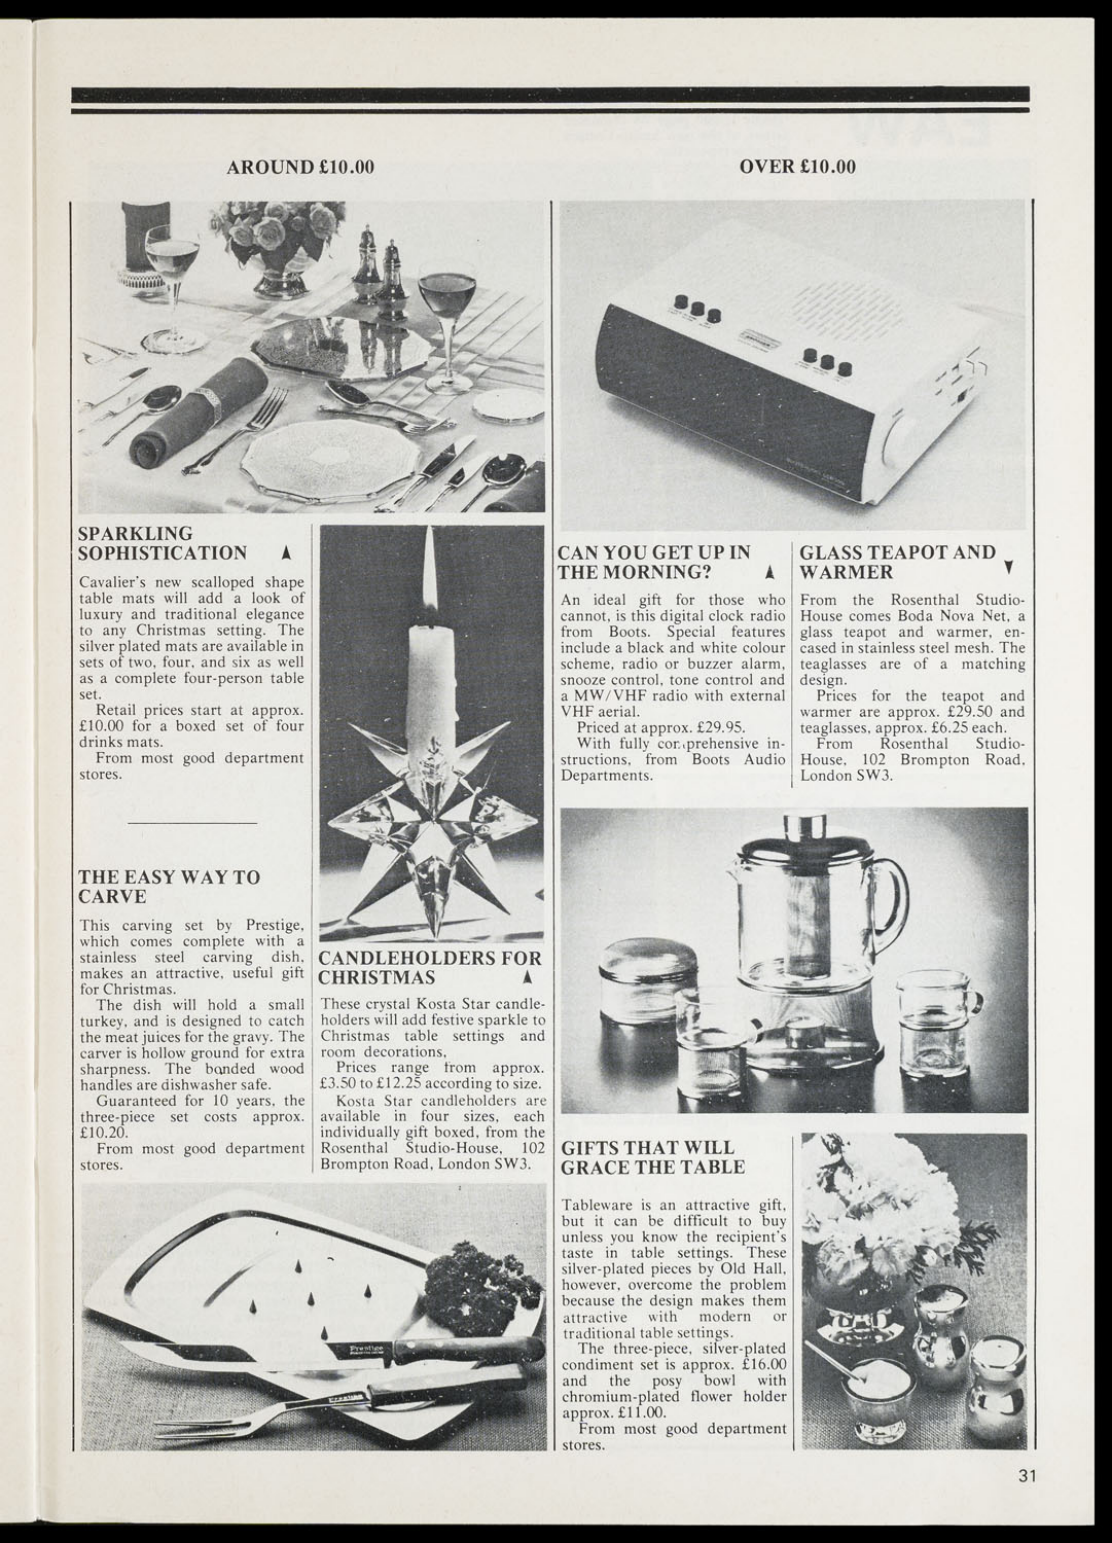 AROUND £10.00
SPARKLING
SOPHISTICATION
Cavalier's new scalloped shape
table mats will add a look of
luxury and traditional elegance
to any Christmas setting. The
silver plated mats are available in
sets of two, four, and six as well
as a complete four-person table
set.
Retail prices start at approx.
£10.00 for a boxed set of four
drinks mats.
From most good department
stores.
THE EASY WAY TO
CARVE
This carving set by Prestige,
which comes complete with a
stainless steel carving dish,
makes an attractive, useful gift
for Christmas.
The dish will hold a small
turkey, and is designed to catch
the meat juices for the gravy. The
carver is hollow ground for extra
sharpness. The bonded wood
handles are dishwasher safe.
Guaranteed for 10 years, the
three-piece set costs approx.
£10.20.
From most good department
stores.
CANDLEHOLDERS FOR
CHRISTMAS
These crystal Kosta Star candle-
holders will add festive sparkle to
Christmas table settings and
room decorations,
Prices range from approx.
£3.50 to £12.25 according to size.
Kosta Star candleholders are
available in four sizes, each
individually gift boxed, from the
Rosenthal Studio-House, 102
Brompton Road, London SW3.
Prestige
Prestige
OVER £10.00
CAN YOU GET UP IN
THE MORNING?
An ideal gift for those who
cannot, is this digital clock radio
from Boots. Special features
include a black and white colour
scheme, radio or buzzer alarm,
snooze control, tone control and
a MW/VHF radio with external
VHF aerial.
Priced at approx. £29.95.
With fully comprehensive in-
structions, from Boots Audio
Departments.
GLASS TEAPOT AND
WARMER
From the Rosenthal Studio-
House comes Boda Nova Net, a
glass teapot and warmer, en-
cased in stainless steel mesh. The
teaglasses are of a matching
design.
Prices for the teapot and
warmer are approx. £29.50 and
teaglasses, approx. £6.25 each.
From Rosenthal Studio-
House, 102 Brompton Road,
London SW3.
GIFTS THAT WILL
GRACE THE TABLE
Tableware is an attractive gift,
but it can be difficult to buy
unless you know the recipient's
taste in table settings. These
silver-plated pieces by Old Hall,
however, overcome the problem
because the design makes them
attractive with modern or
traditional table settings.
The three-piece, silver-plated
condiment set is approx. £16.00
and the posy bowl with
chromium-plated flower holder
approx. £11.00.
From most good department
stores.
31